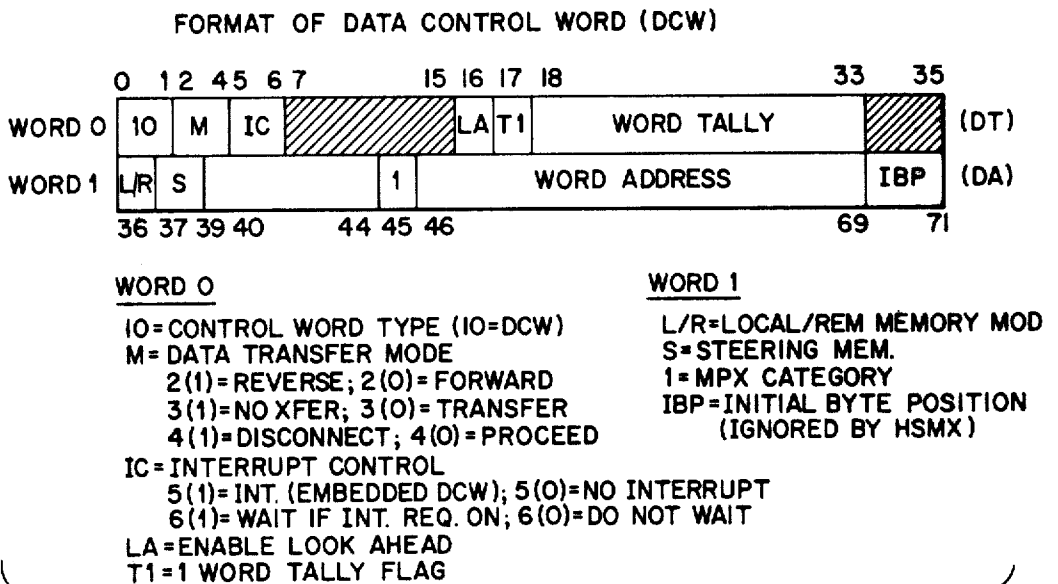 FORMAT OF DATA CONTROL WORD (DCW)
0 1 2 4 5 6 7 15 16 17 18 33 35
WORD 0 10 M IC LA T1 WORD TALLY (DT)
WORD 1 L/R S 1 WORD ADDRESS IBP (DA)
36 37 39 40 44 45 46 69 71
WORD 0
10=CONTROL WORD TYPE (10=DCW)
M=DATA TRANSFER MODE
2(1)=REVERSE; 2(0)=FORWARD
3(1)=NO XFER; 3(0)=TRANSFER
4(1)=DISCONNECT; 4(0)=PROCEED
IC=INTERRUPT CONTROL
5(1)=INT. (EMBEDDED DCW); 5(0)=NO INTERRUPT
6(1)=WAIT IF INT. REQ. ON; 6(0)=DO NOT WAIT
LA=ENABLE LOOK AHEAD
T1=1 WORD TALLY FLAG
WORD 1
L/R=LOCAL/REM MEMORY MOD
S=STEERING MEM.
1=MPX CATEGORY
IBP=INITIAL BYTE POSITION
(IGNORED BY HSMX)